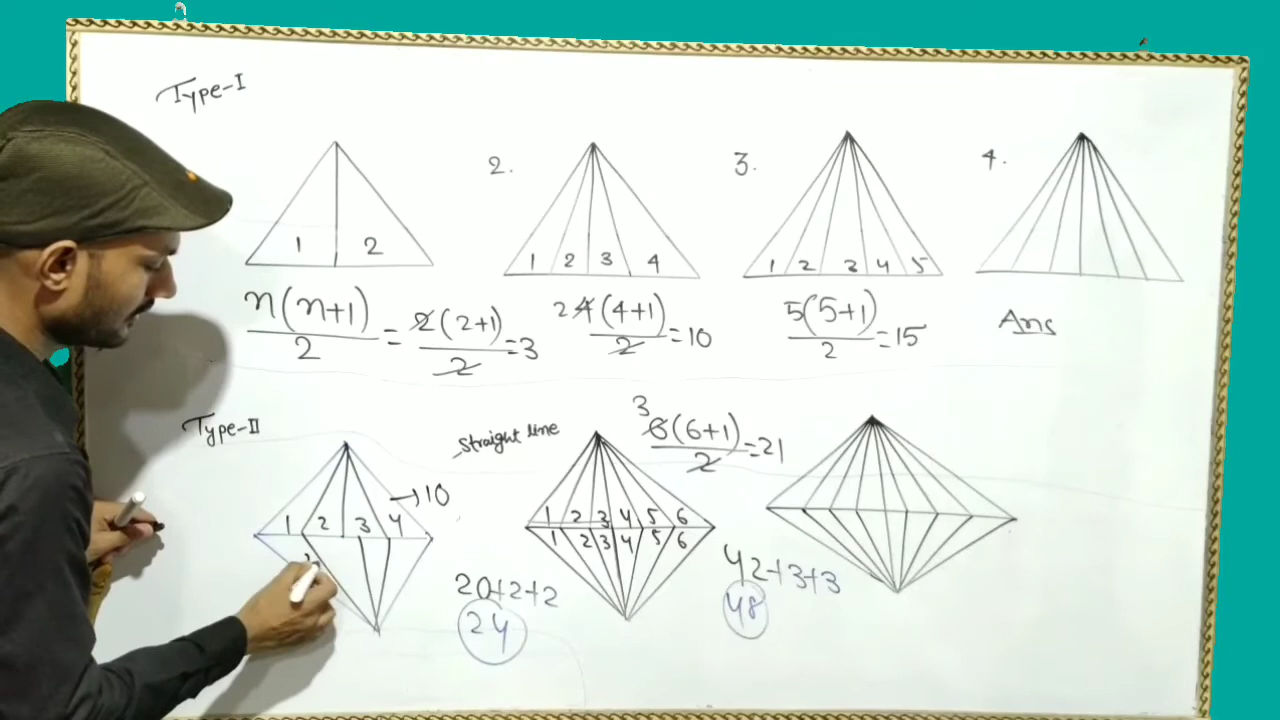 Type-I
1 2
n(n+1)/2 = 2(2+1)/2 =3
2.
1 2 3 4
2 4(4+1)/2 =10
3.
1 2 3 4 5
5(5+1)/2 =15
4.
Ans
Type-II
1 2 3 4
→10
20+2+2
24
straight line
3 6(6+1)/2 =21
1 2 3 4 5 6
1 2 3 4 5 6
42+3+3
48